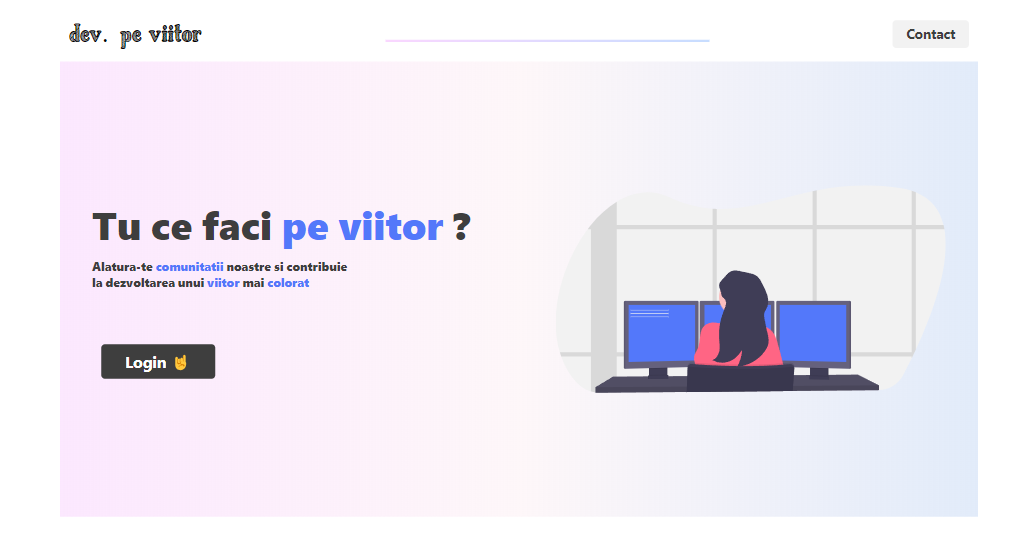 dev. pe viitor
Contact
Tu ce faci pe viitor ?
Alatura-te comunitatii noastre si contribuie
la dezvoltarea unui viitor mai colorat
Login 🤘